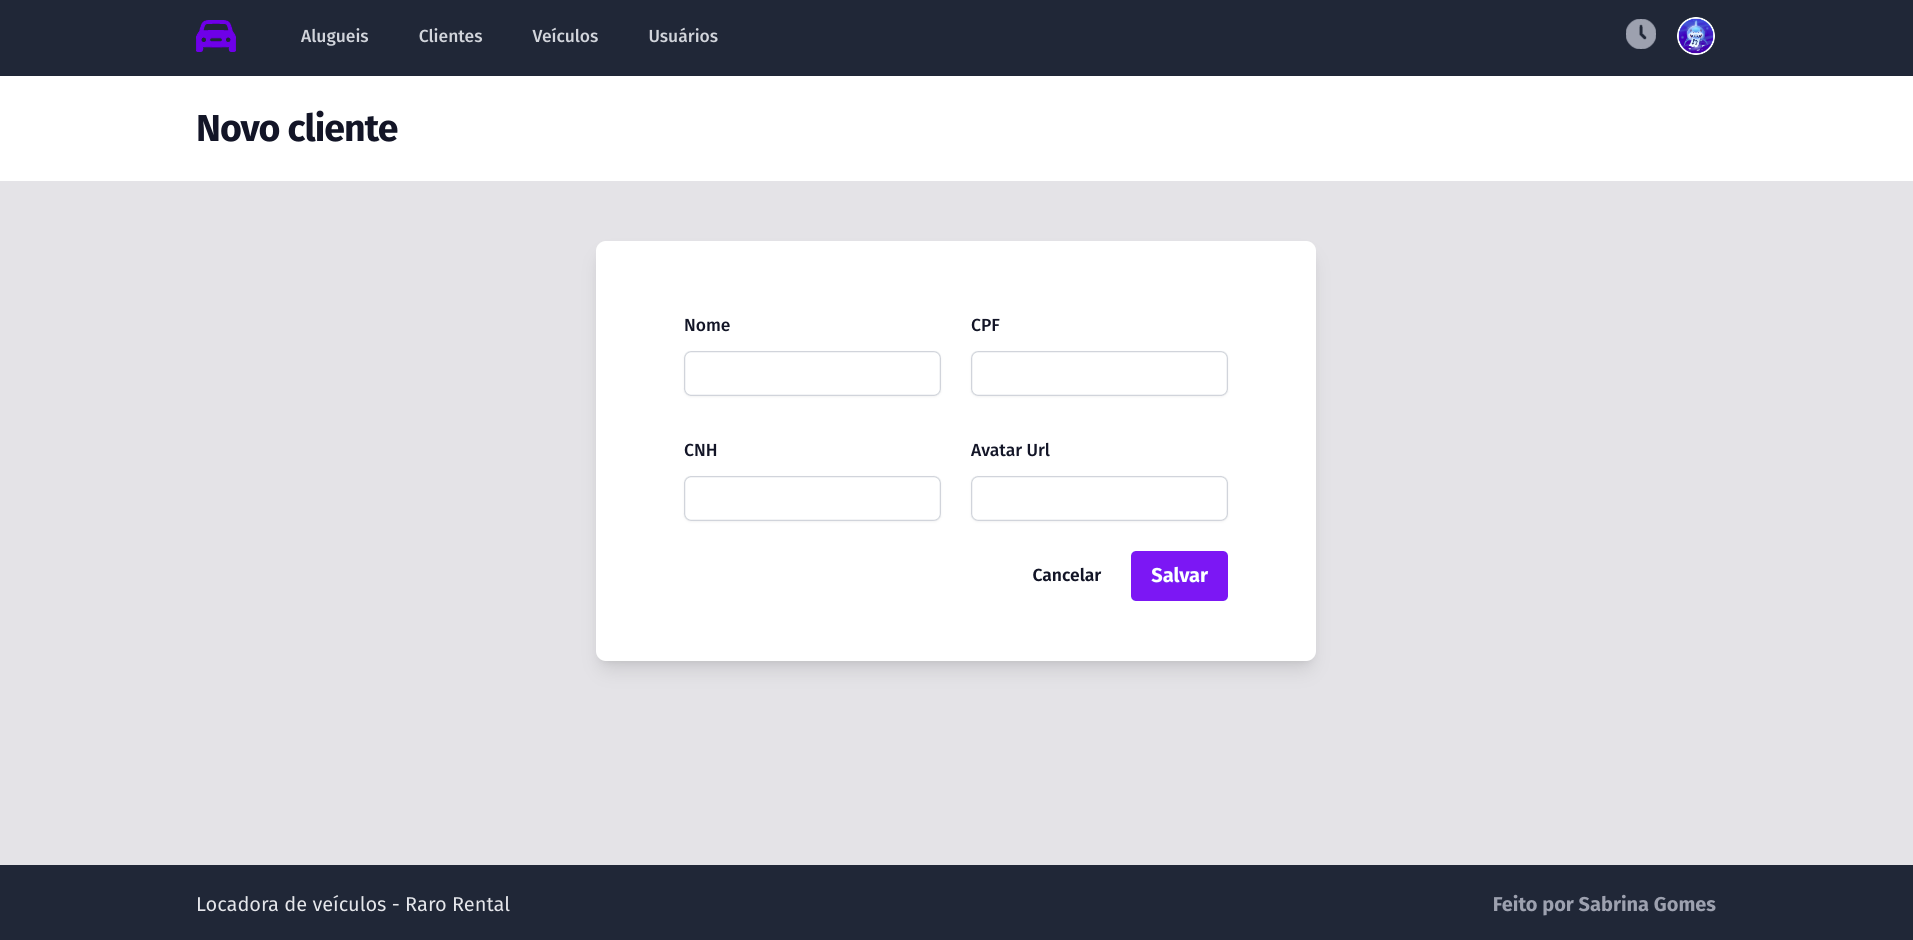 Alugueis Clientes Veículos Usuários
Novo cliente
Nome CPF
CNH Avatar Url
Cancelar Salvar
Locadora de veículos - Raro Rental Feito por Sabrina Gomes